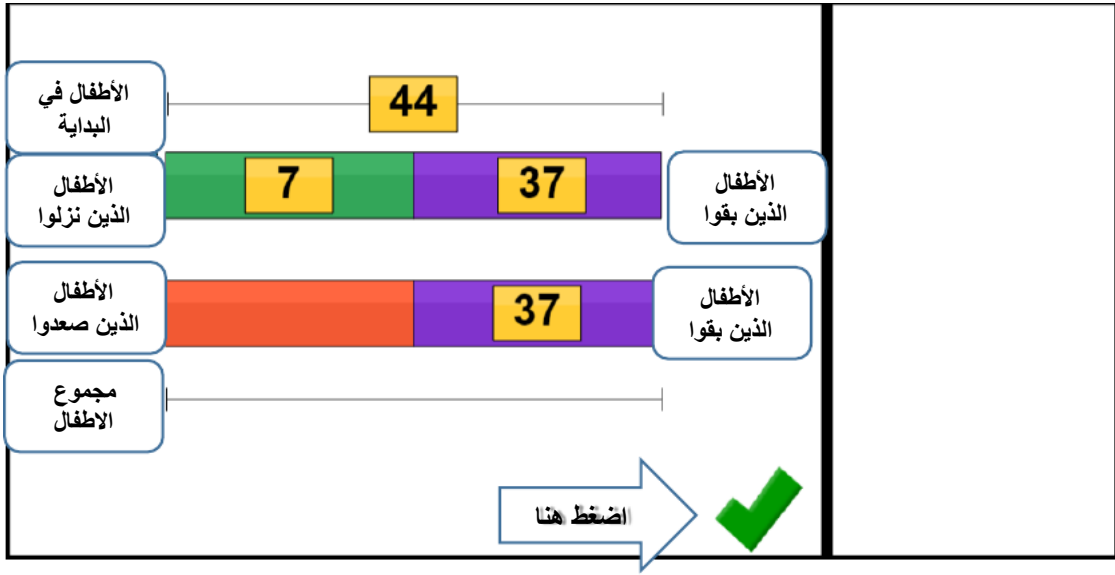 الأطفال في
البداية
44
الأطفال
الذين نزلوا
7
37
الأطفال
الذين بقوا
الأطفال
الذين صعدوا
37
الأطفال
الذين بقوا
مجموع
الاطفال
اضغط هنا